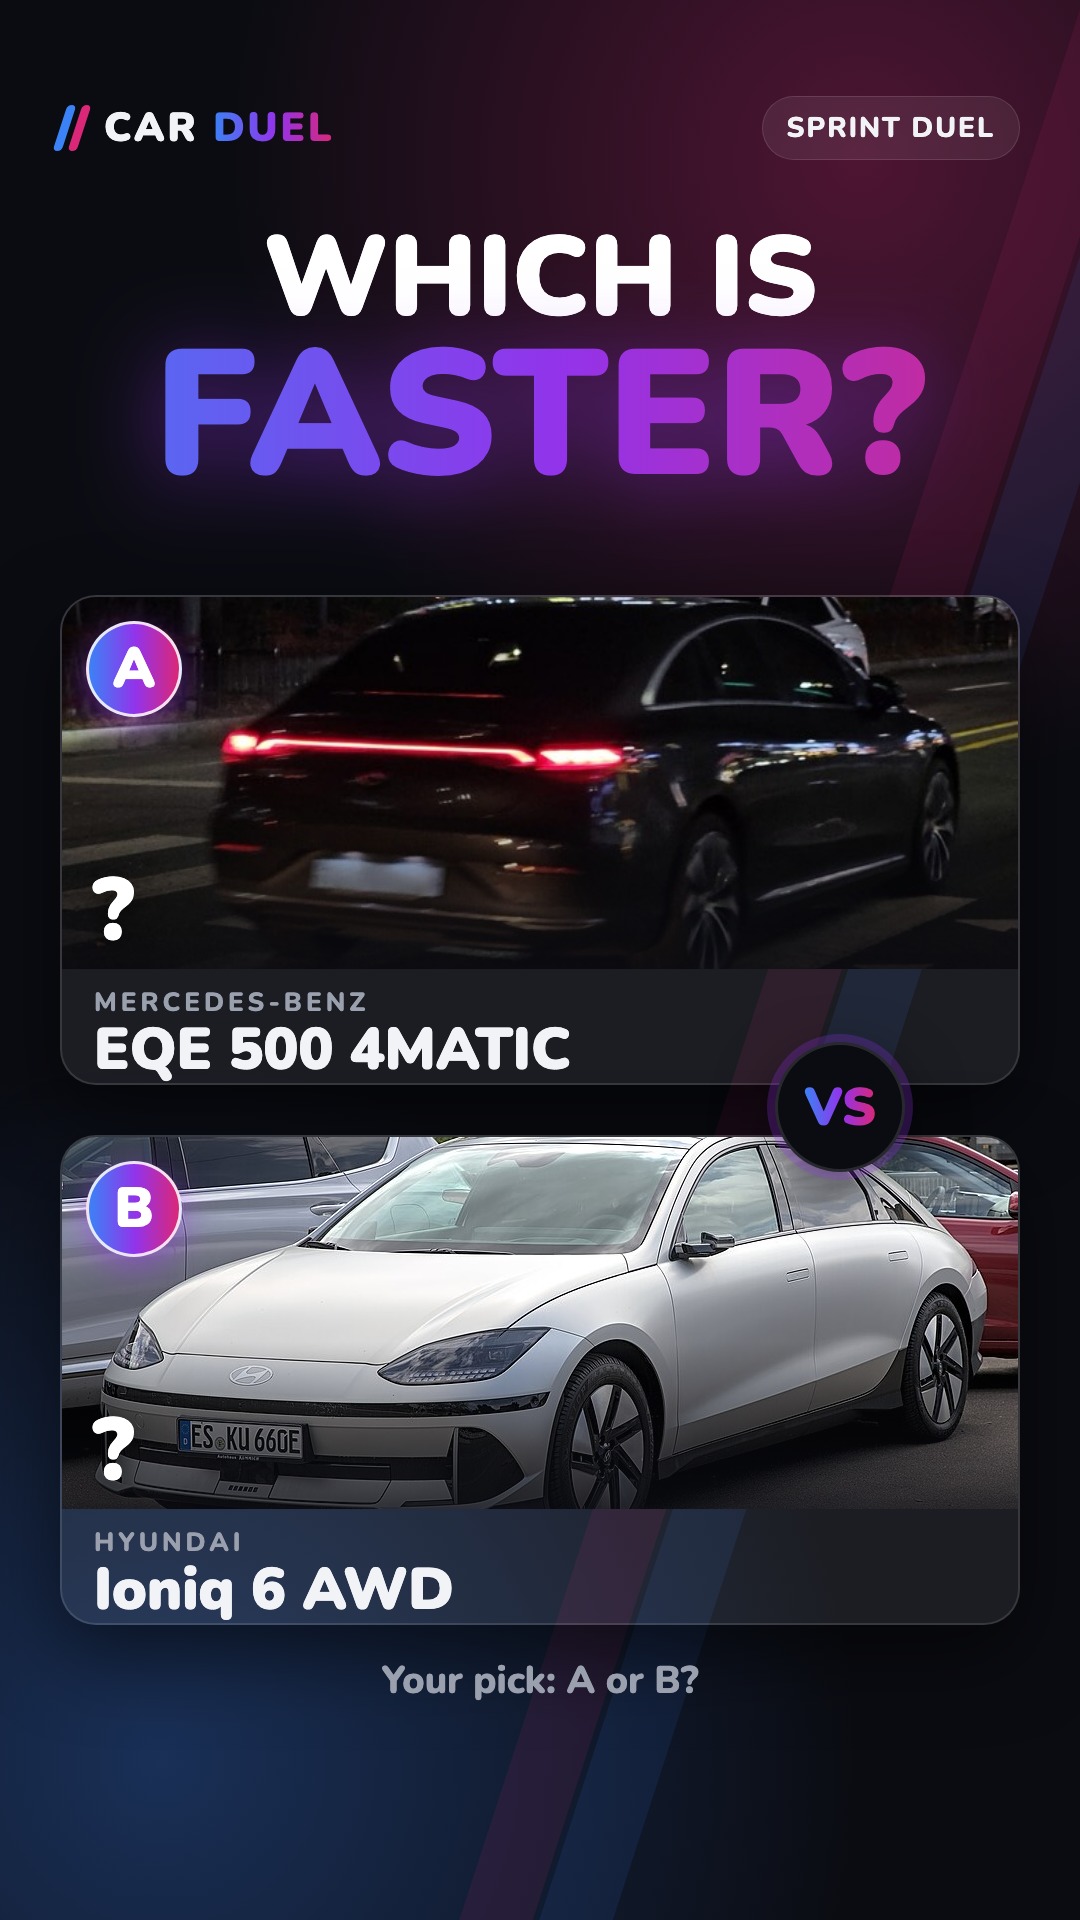 CAR DUEL
SPRINT DUEL
WHICH IS
FASTER?
A
?
MERCEDES-BENZ
EQE 500 4MATIC
VS
B
ES KU 660E
?
HYUNDAI
Ioniq 6 AWD
Your pick: A or B?